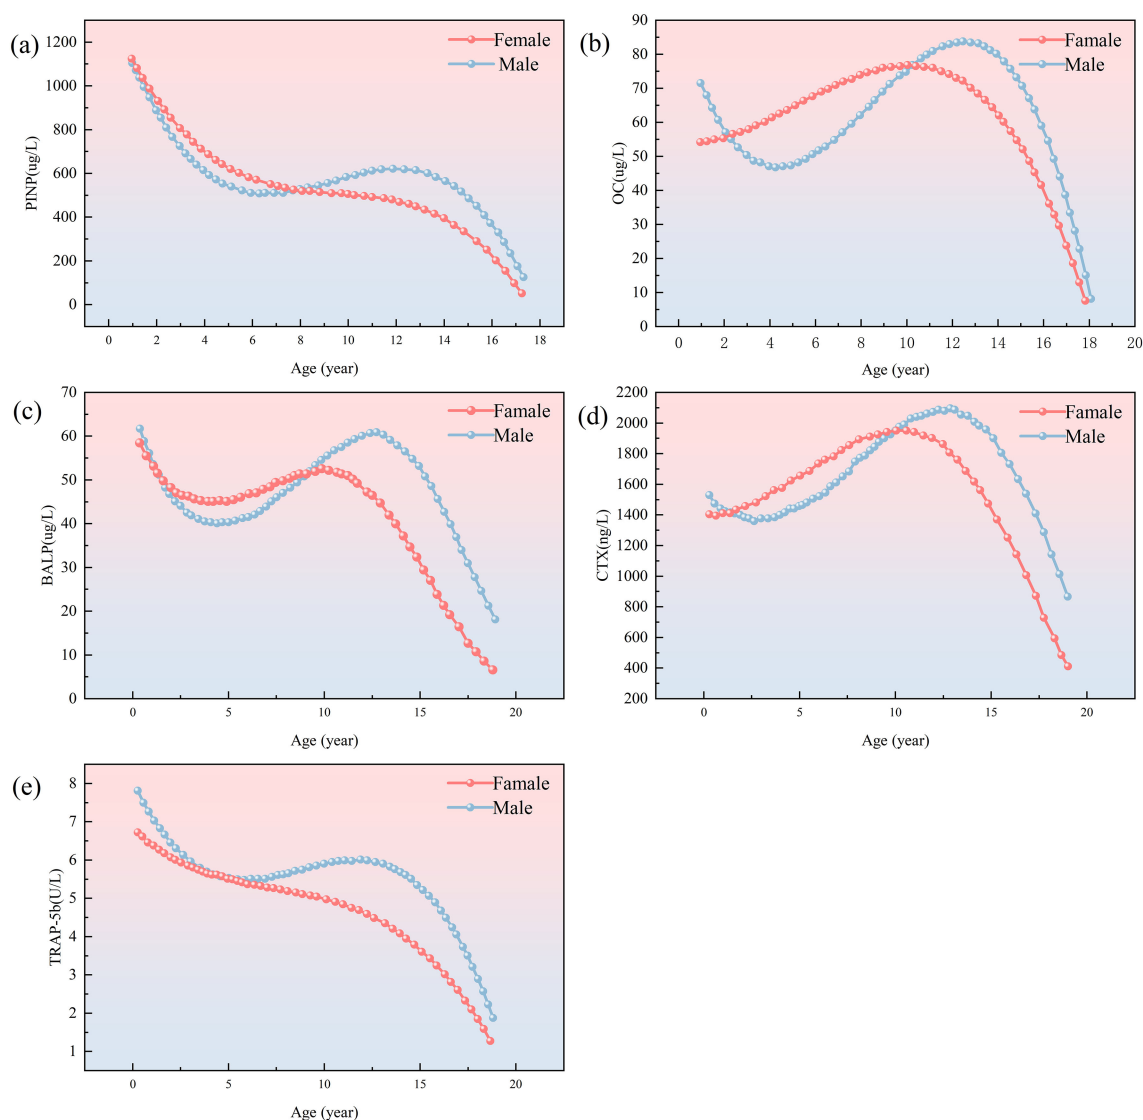 (a)
Female
Male
1200
1000
800
600
400
200
0
PINP(ug/L)
0 2 4 6 8 10 12 14 16 18
Age (year)
(b)
Famale
Male
90
80
70
60
50
40
30
20
10
0
OC(ug/L)
0 2 4 6 8 10 12 14 16 18 20
Age (year)
(c)
Famale
Male
70
60
50
40
30
20
10
0
BALP(ug/L)
0 5 10 15 20
Age (year)
(d)
Famale
Male
2200
2000
1800
1600
1400
1200
1000
800
600
400
200
CTX(ng/L)
0 5 10 15 20
Age (year)
(e)
Famale
Male
8
7
6
5
4
3
2
1
TRAP-5b(U/L)
0 5 10 15 20
Age (year)